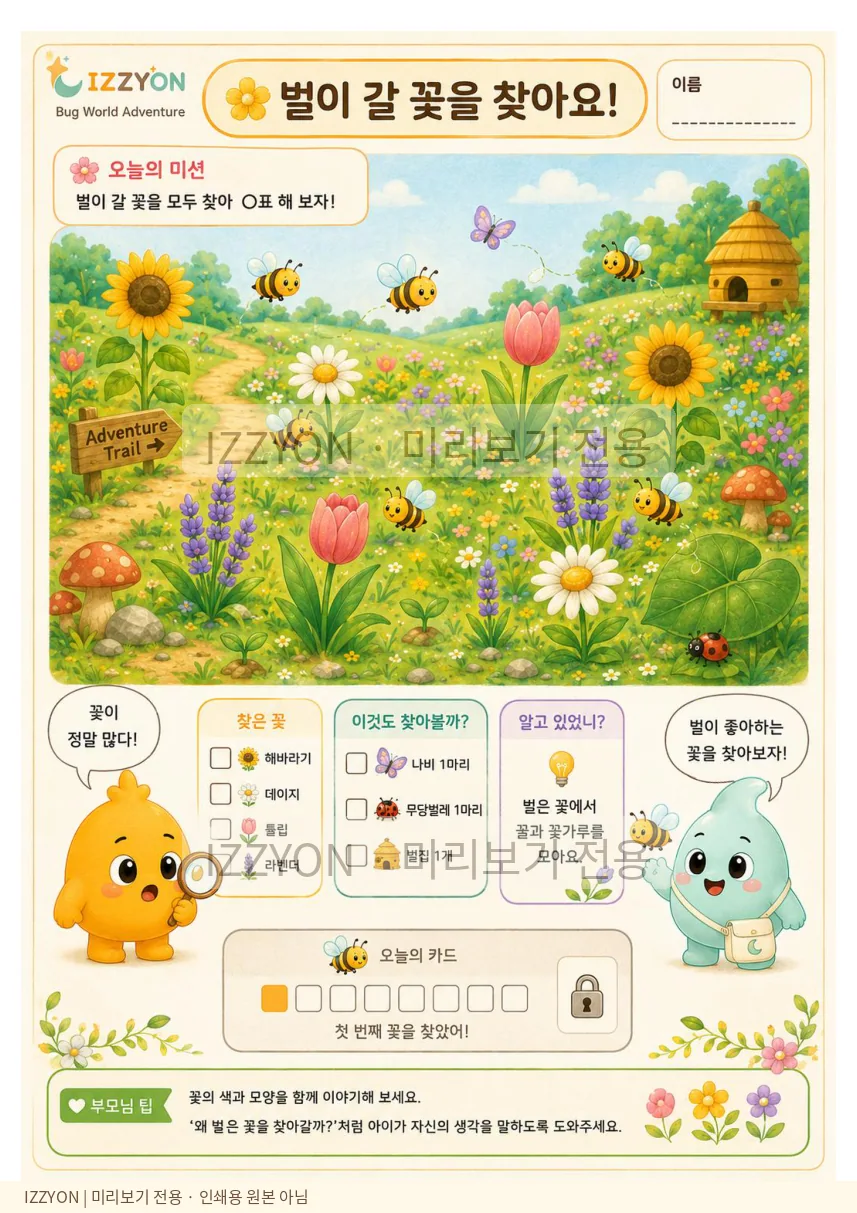 IZZYON
Bug World Adventure
벌이 갈 꽃을 찾아요!
이름
오늘의 미션
벌이 갈 꽃을 모두 찾아 ○표 해 보자!
Adventure
Trail →
IZZYON · 미리보기 전용
꽃이
정말 많다!
찾은 꽃
해바라기
데이지
튤립
라벤더
이것도 찾아볼까?
나비 1마리
무당벌레 1마리
벌집 1개
알고 있었니?
벌은 꽃에서
꿀과 꽃가루를
모아요.
벌이 좋아하는
꽃을 찾아보자!
IZZYON · 미리보기 전용
오늘의 카드
첫 번째 꽃을 찾았어!
부모님 팁
꽃의 색과 모양을 함께 이야기해 보세요.
‘왜 벌은 꽃을 찾아갈까?’처럼 아이가 자신의 생각을 말하도록 도와주세요.
IZZYON | 미리보기 전용 · 인쇄용 원본 아님